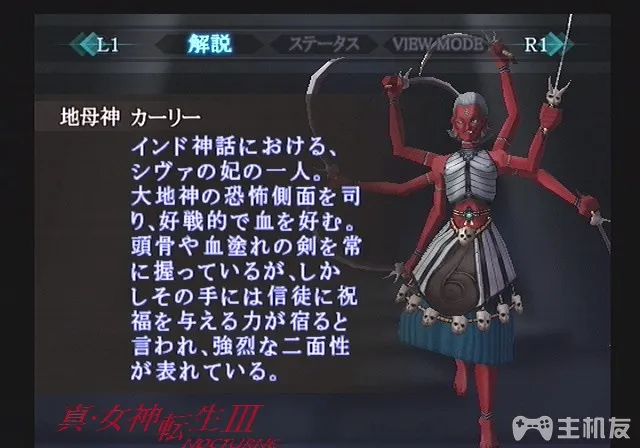 L1 解説 ステータス VIEW MODE R1
地母神 カーリー
インド神話における、
シヴァの妃の一人。
大地神の恐怖側面を司
り、好戦的で血を好む。
頭骨や血塗れの剣を常
に握っているが、しか
しその手には信徒に祝
福を与える力が宿ると
言われ、強烈な二面性
が表れている。
真・女神転生III
NOCTURNE
主机友